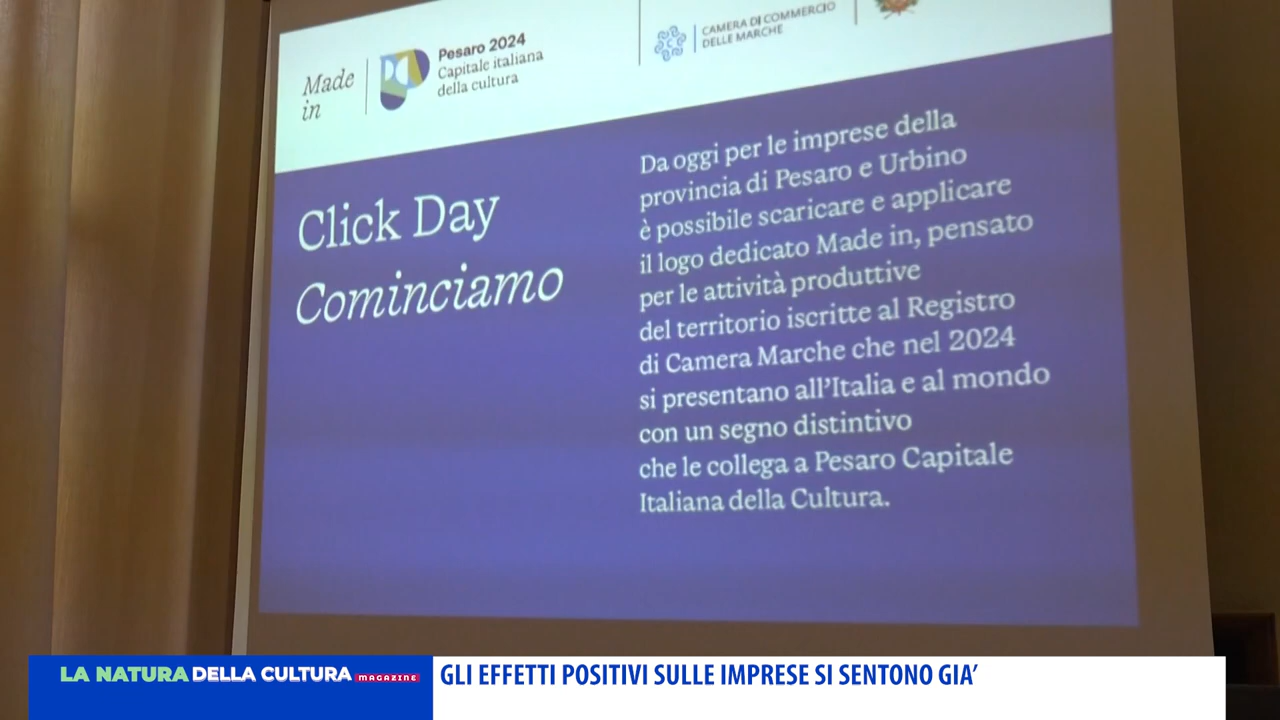 Made
in
Pesaro 2024
Capitale italiana
della cultura
CAMERA DI COMMERCIO
DELLE MARCHE
Click Day
Cominciamo
Da oggi per le imprese della
provincia di Pesaro e Urbino
è possibile scaricare e applicare
il logo dedicato Made in, pensato
per le attività produttive
del territorio iscritte al Registro
di Camera Marche che nel 2024
si presentano all'Italia e al mondo
con un segno distintivo
che le collega a Pesaro Capitale
Italiana della Cultura.
LA NATURA DELLA CULTURA MAGAZINE
GLI EFFETTI POSITIVI SULLE IMPRESE SI SENTONO GIA'